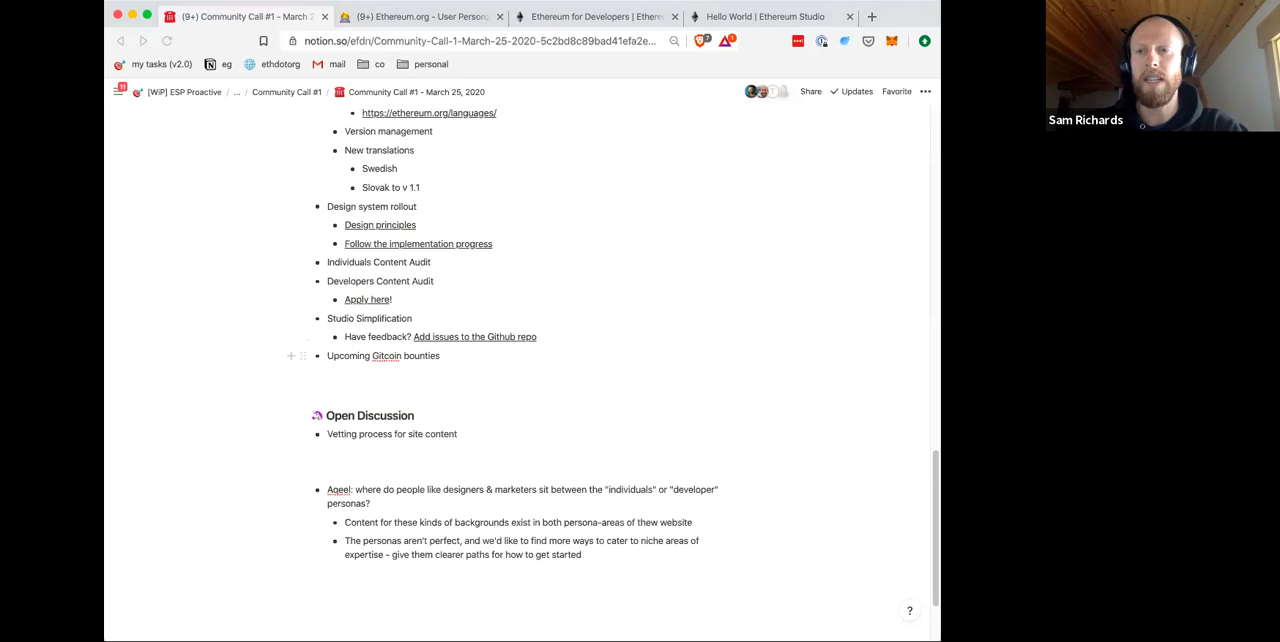 (9+) Community Call #1 - March 2
(9+) Ethereum.org - User Persona
Ethereum for Developers | Ethere
Hello World | Ethereum Studio
notion.so/efdn/Community-Call-1-March-25-2020-5c2bd8c89bad41efa2e...
7
1
my tasks (v2.0)
eg
ethdotorg
mail
co
personal
11
[WiP] ESP Proactive / ... / Community Call #1 / Community Call #1 - March 25, 2020
T
Share
Updates
Favorite
Sam Richards
https://ethereum.org/languages/
Version management
New translations
Swedish
Slovak to v 1.1
Design system rollout
Design principles
Follow the implementation progress
Individuals Content Audit
Developers Content Audit
Apply here!
Studio Simplification
Have feedback? Add issues to the Github repo
Upcoming Gitcoin bounties
Open Discussion
Vetting process for site content
Aqeel: where do people like designers & marketers sit between the "individuals" or "developer"
personas?
Content for these kinds of backgrounds exist in both persona-areas of thew website
The personas aren't perfect, and we'd like to find more ways to cater to niche areas of
expertise - give them clearer paths for how to get started
?